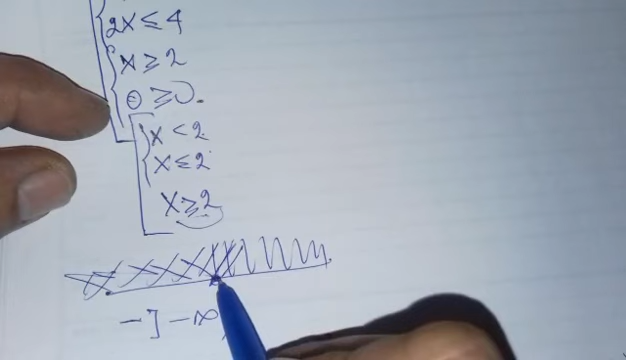 2x ≤ 4
x ≥ 2
0 ≥ 0.
x < 2
x ≤ 2
x ≥ 2
-] -∞